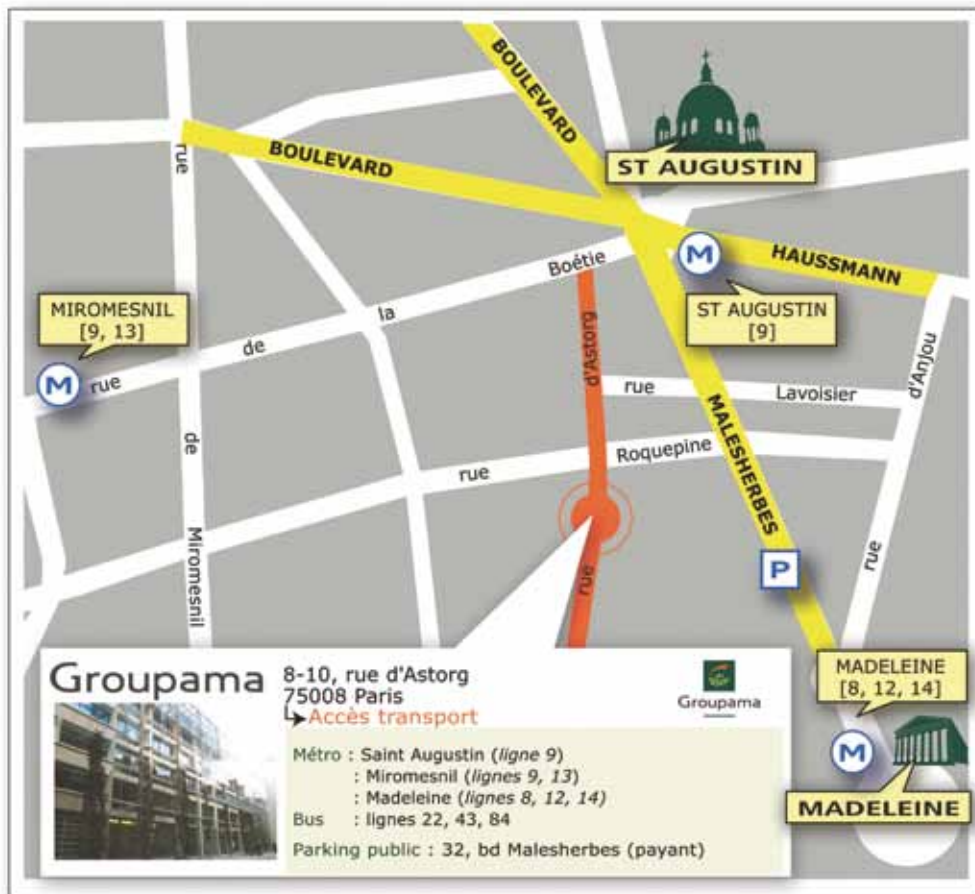 BOULEVARD
ST AUGUSTIN
rue
BOULEVARD
HAUSSMANN
Boétie
MIROMESNIL
[9, 13]
M
ST AUGUSTIN
[9]
M
rue de la
d'Astorg
rue Lavoisier
d'Anjou
MALESHERBES
de
rue Roquepine
Miromesnil
rue
P
rue
Groupama
8-10, rue d'Astorg
75008 Paris
Accès transport
Groupama
Métro : Saint Augustin (ligne 9)
: Miromesnil (lignes 9, 13)
: Madeleine (lignes 8, 12, 14)
Bus : lignes 22, 43, 84
Parking public : 32, bd Malesherbes (payant)
MADELEINE
[8, 12, 14]
M
MADELEINE